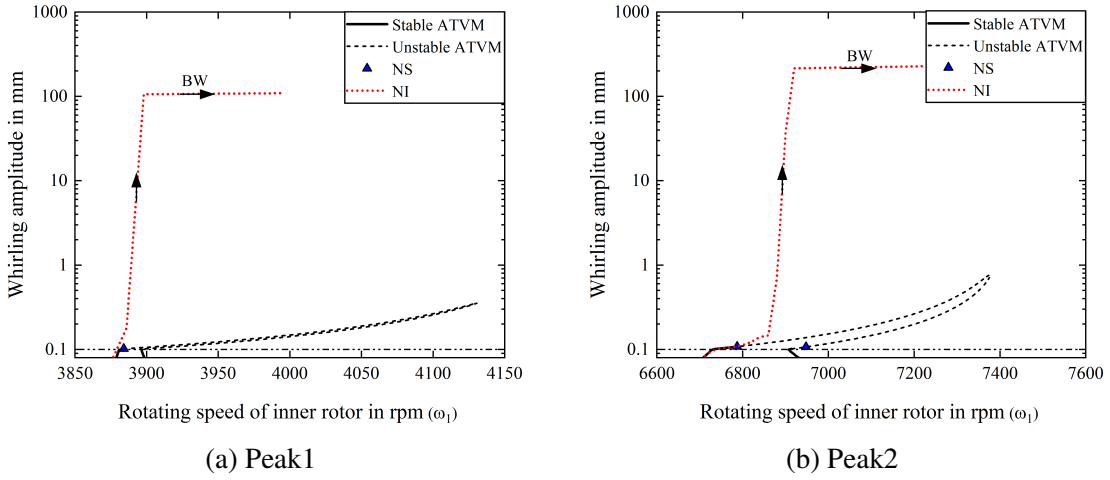 1000
100
10
1
0.1
Whirling amplitude in mm
3850 3900 3950 4000 4050 4100 4150
Rotating speed of inner rotor in rpm (ω₁)
BW
Stable ATVM
Unstable ATVM
NS
NI
(a) Peak1
1000
100
10
1
0.1
Whirling amplitude in mm
6600 6800 7000 7200 7400 7600
Rotating speed of inner rotor in rpm (ω₁)
BW
Stable ATVM
Unstable ATVM
NS
NI
(b) Peak2